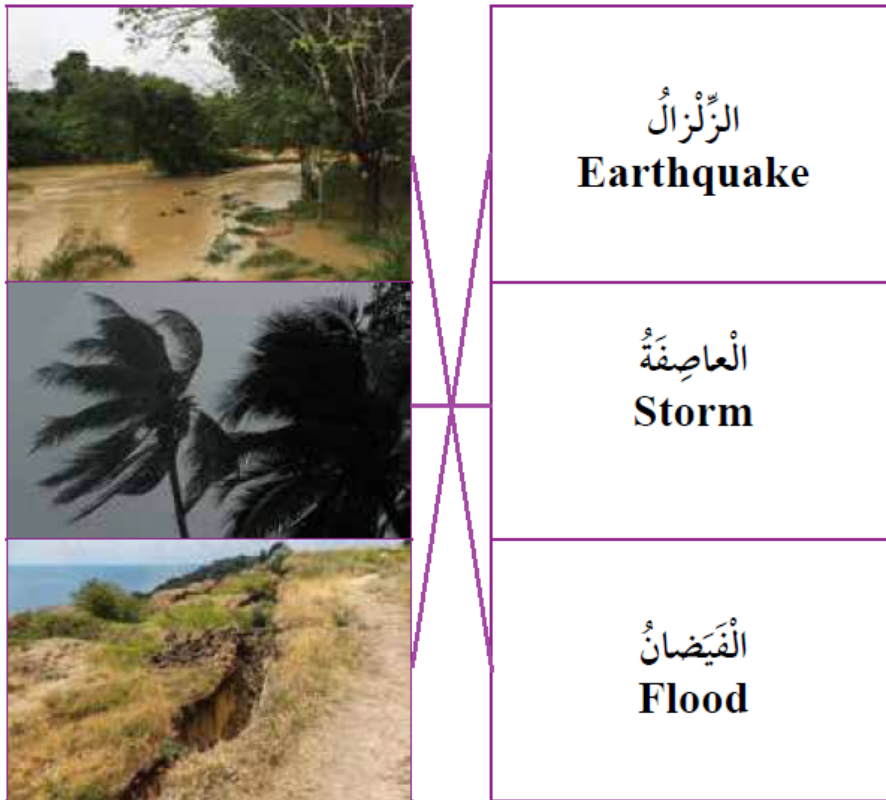 الزِّلْزالُ
Earthquake
الْعاصِفَةُ
Storm
الْفَيَضانُ
Flood